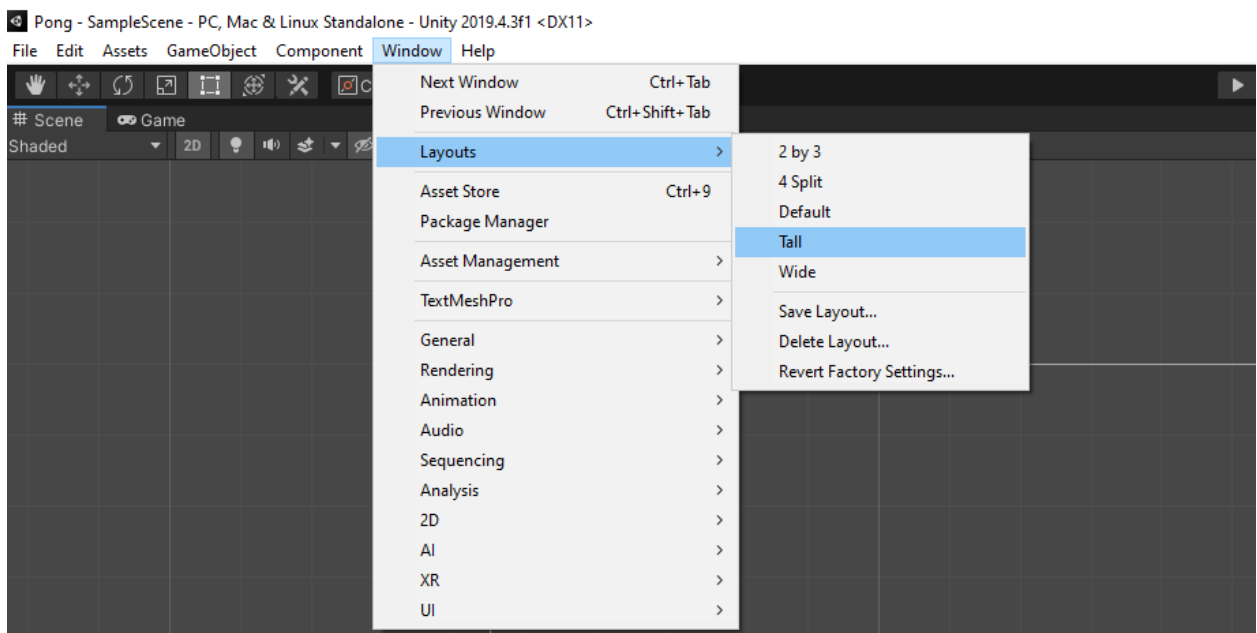 Pong - SampleScene - PC, Mac & Linux Standalone - Unity 2019.4.3f1 <DX11>
File Edit Assets GameObject Component Window Help
C
# Scene Game
Shaded 2D
Next Window Ctrl+Tab
Previous Window Ctrl+Shift+Tab
Layouts >
Asset Store Ctrl+9
Package Manager
Asset Management >
TextMeshPro >
General >
Rendering >
Animation >
Audio >
Sequencing >
Analysis >
2D >
AI >
XR >
UI >
2 by 3
4 Split
Default
Tall
Wide
Save Layout...
Delete Layout...
Revert Factory Settings...